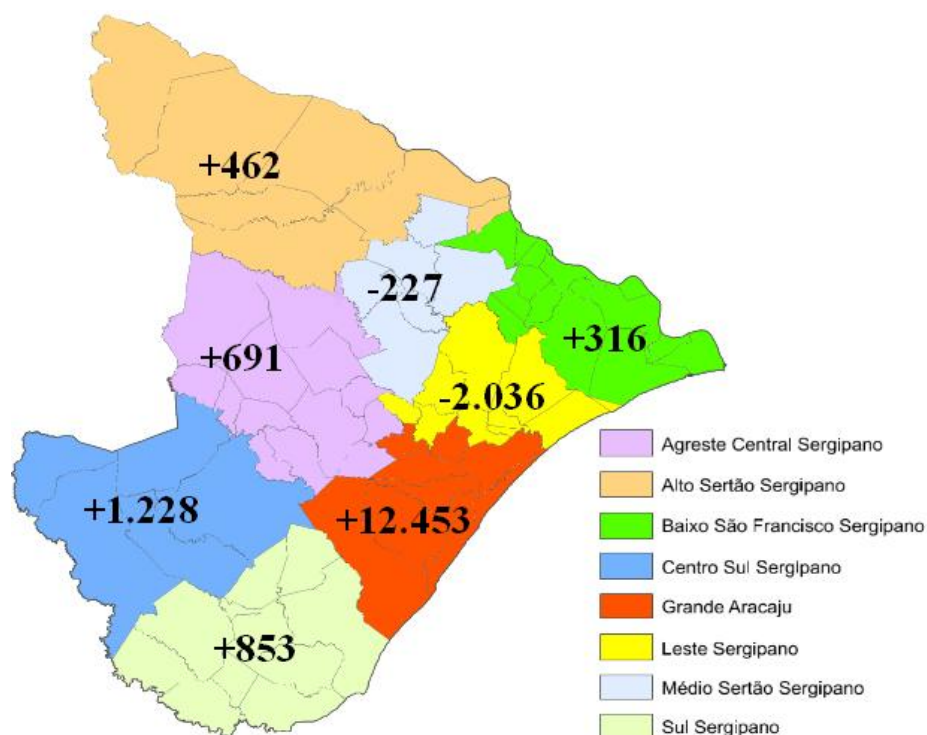 +462
-227
+316
+691
-2.036
+1.228
+12.453
+853
Agreste Central Sergipano
Alto Sertão Sergipano
Baixo São Francisco Sergipano
Centro Sul Sergipano
Grande Aracaju
Leste Sergipano
Médio Sertão Sergipano
Sul Sergipano